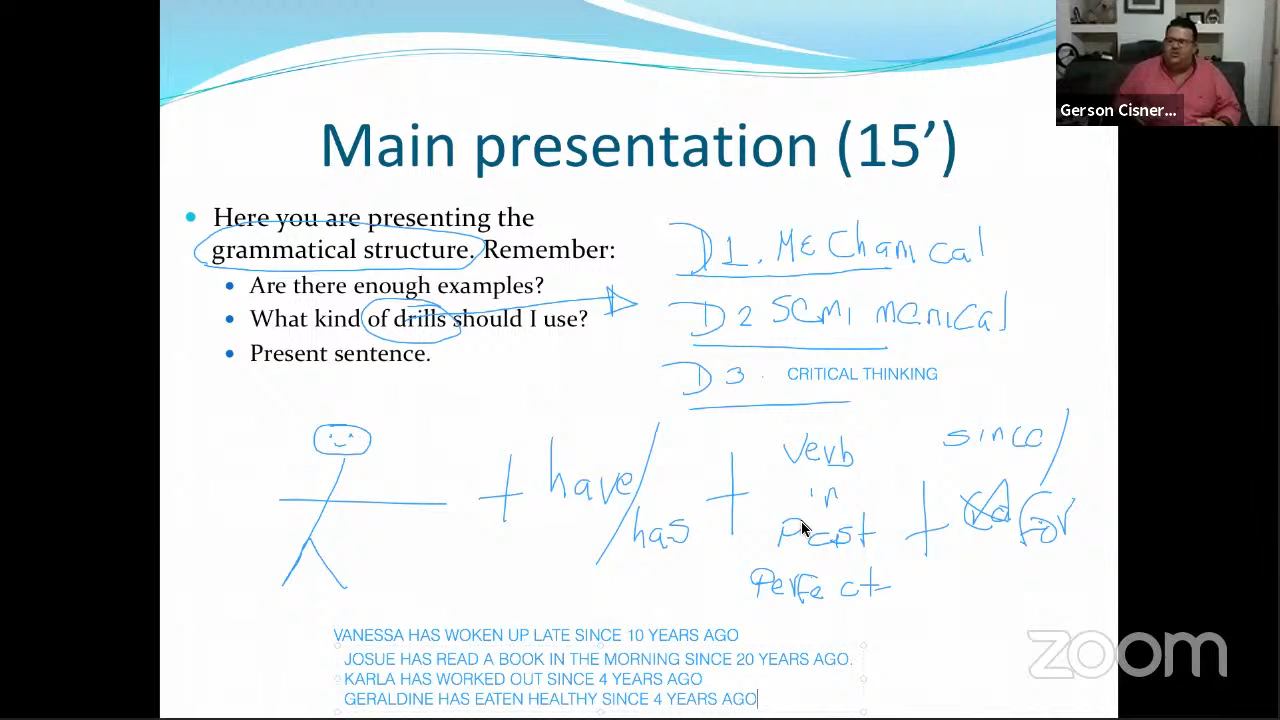 Gerson Cisner...
Main presentation (15’)
Here you are presenting the
grammatical structure. Remember:
Are there enough examples?
What kind of drills should I use?
Present sentence.
D1. MEChanical
D2 SEMI MENICAL
D3. CRITICAL THINKING
+ have/has + Verb in Past Perfect + since/ For
VANESSA HAS WOKEN UP LATE SINCE 10 YEARS AGO
JOSUE HAS READ A BOOK IN THE MORNING SINCE 20 YEARS AGO.
KARLA HAS WORKED OUT SINCE 4 YEARS AGO
GERALDINE HAS EATEN HEALTHY SINCE 4 YEARS AGO
zoom